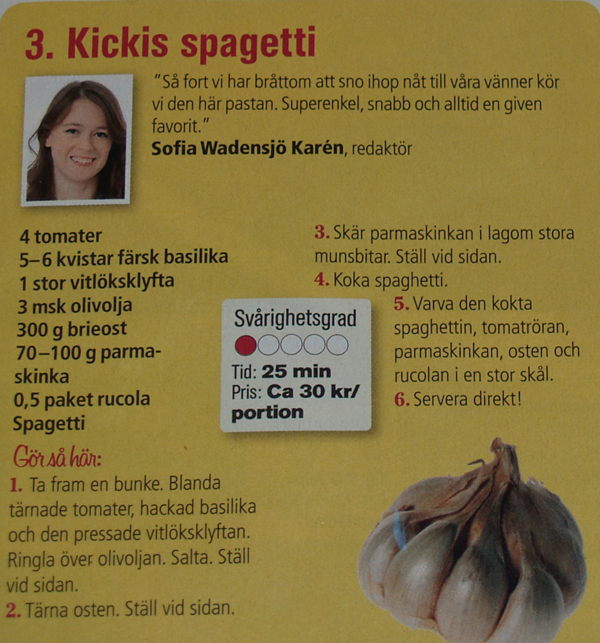 3. Kickis spagetti
"Så fort vi har bråttom att sno ihop nåt till våra vänner kör
vi den här pastan. Superenkel, snabb och alltid en given
favorit."
Sofia Wadensjö Karén, redaktör
4 tomater
5–6 kvistar färsk basilika
1 stor vitlöksklyfta
3 msk olivolja
300 g brieost
70–100 g parma-
skinka
0,5 paket rucola
Spagetti
Gör så här:
1. Ta fram en bunke. Blanda
tärnade tomater, hackad basilika
och den pressade vitlöksklyftan.
Ringla över olivoljan. Salta. Ställ
vid sidan.
2. Tärna osten. Ställ vid sidan.
Svårighetsgrad
Tid: 25 min
Pris: Ca 30 kr/
portion
3. Skär parmaskinkan i lagom stora
munsbitar. Ställ vid sidan.
4. Koka spaghetti.
5. Varva den kokta
spaghettin, tomatröran,
parmaskinkan, osten och
rucolan i en stor skål.
6. Servera direkt!